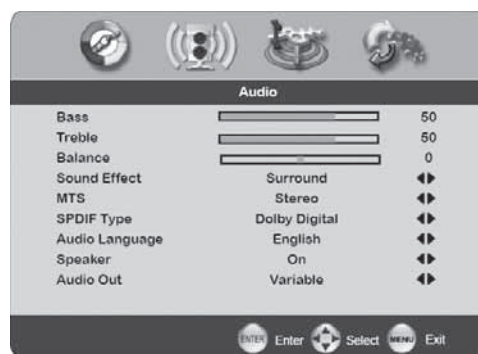 Audio
Bass 50
Treble 50
Balance 0
Sound Effect Surround
MTS Stereo
SPDIF Type Dolby Digital
Audio Language English
Speaker On
Audio Out Variable
ENTER Enter Select MENU Exit